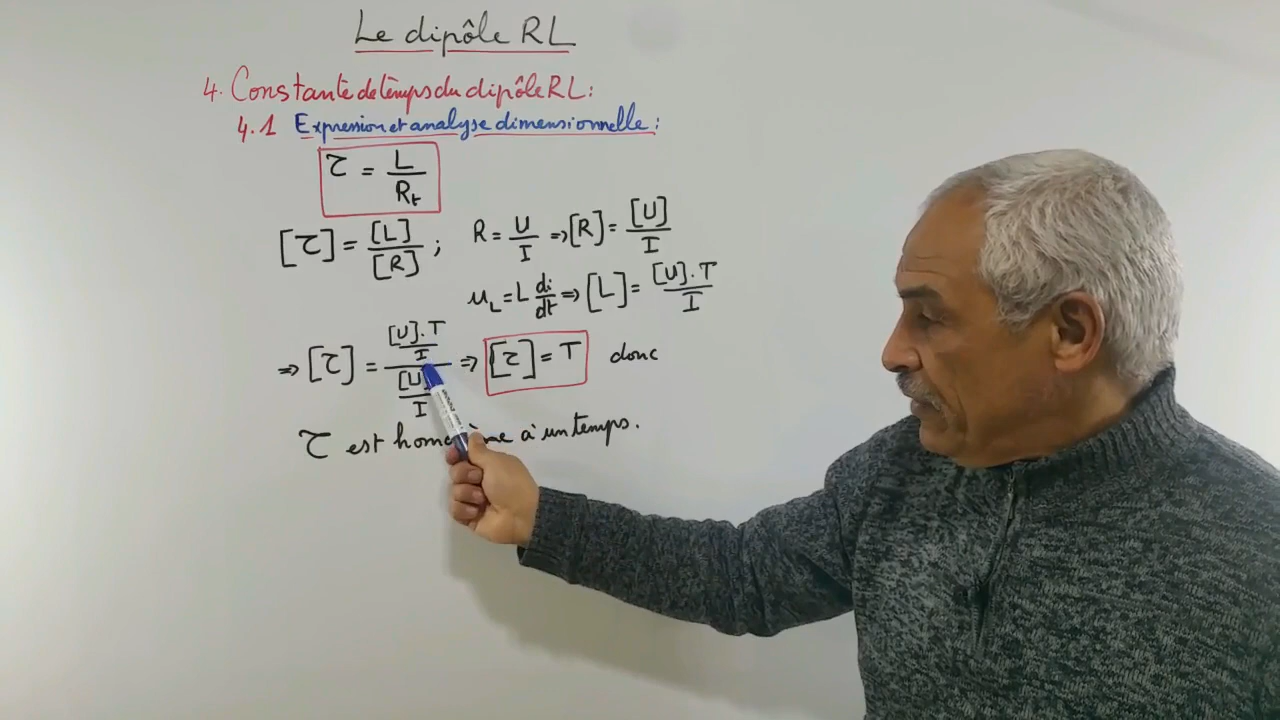 Le dipôle RL
4. Constante de temps du dipôle RL :
4.1 Expression et analyse dimensionnelle :
τ = L / Rt
[τ] = [L] / [R] ; R = U / I ⇒ [R] = [U] / I
uL = L di/dt ⇒ [L] = [U].T / I
⇒ [τ] = ([U].T / I) / ([U] / I) ⇒ [τ] = T donc
τ est homogène à un temps.